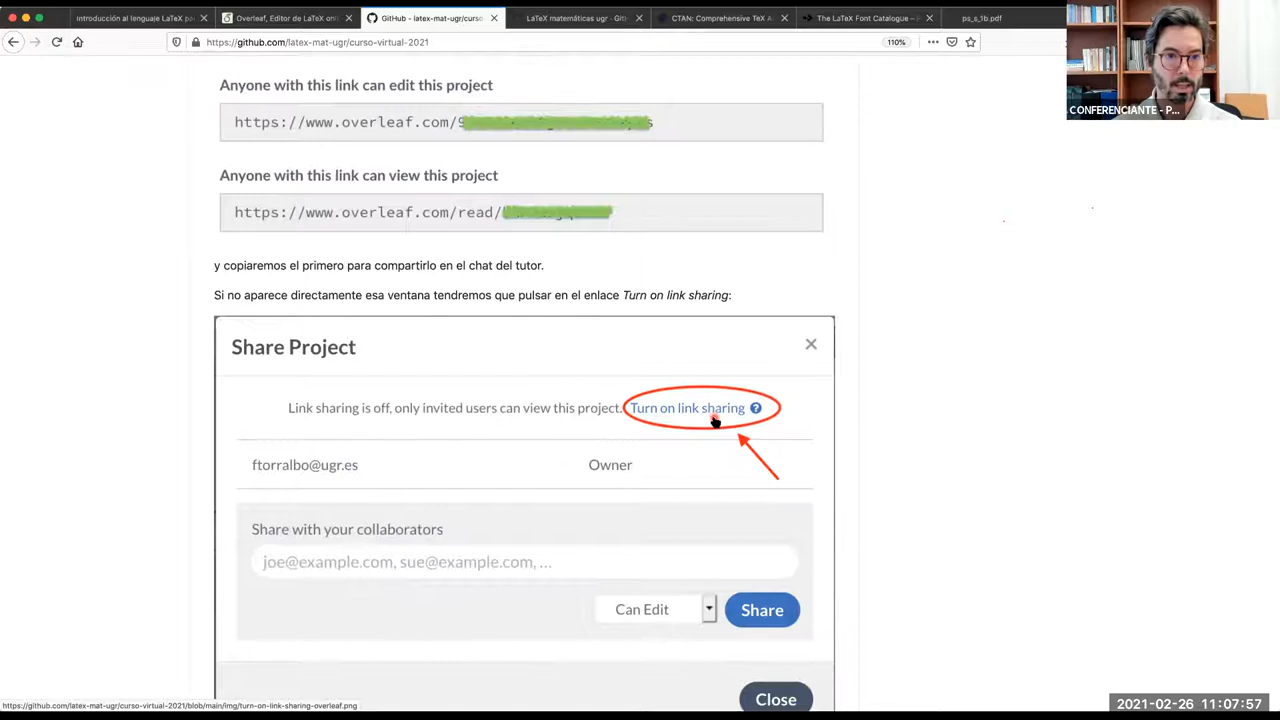 Introducción al lenguaje LaTeX pa
Overleaf, Editor de LaTeX onli
GitHub - latex-mat-ugr/curso-
LaTeX matemáticas ugr · Git
CTAN: Comprehensive TeX A
The LaTeX Font Catalogue –
ps_s_1b.pdf
https://github.com/latex-mat-ugr/curso-virtual-2021
110%
CONFERENCIANTE - P...
Anyone with this link can edit this project
https://www.overleaf.com/9
s
Anyone with this link can view this project
https://www.overleaf.com/read/
y copiaremos el primero para compartirlo en el chat del tutor.
Si no aparece directamente esa ventana tendremos que pulsar en el enlace Turn on link sharing:
Share Project
Link sharing is off, only invited users can view this project. Turn on link sharing
ftorralbo@ugr.es Owner
Share with your collaborators
joe@example.com, sue@example.com, ...
Can Edit Share
Close
https://github.com/latex-mat-ugr/curso-virtual-2021/blob/main/img/turn-on-link-sharing-overleaf.png
2021-02-26 11:07:57